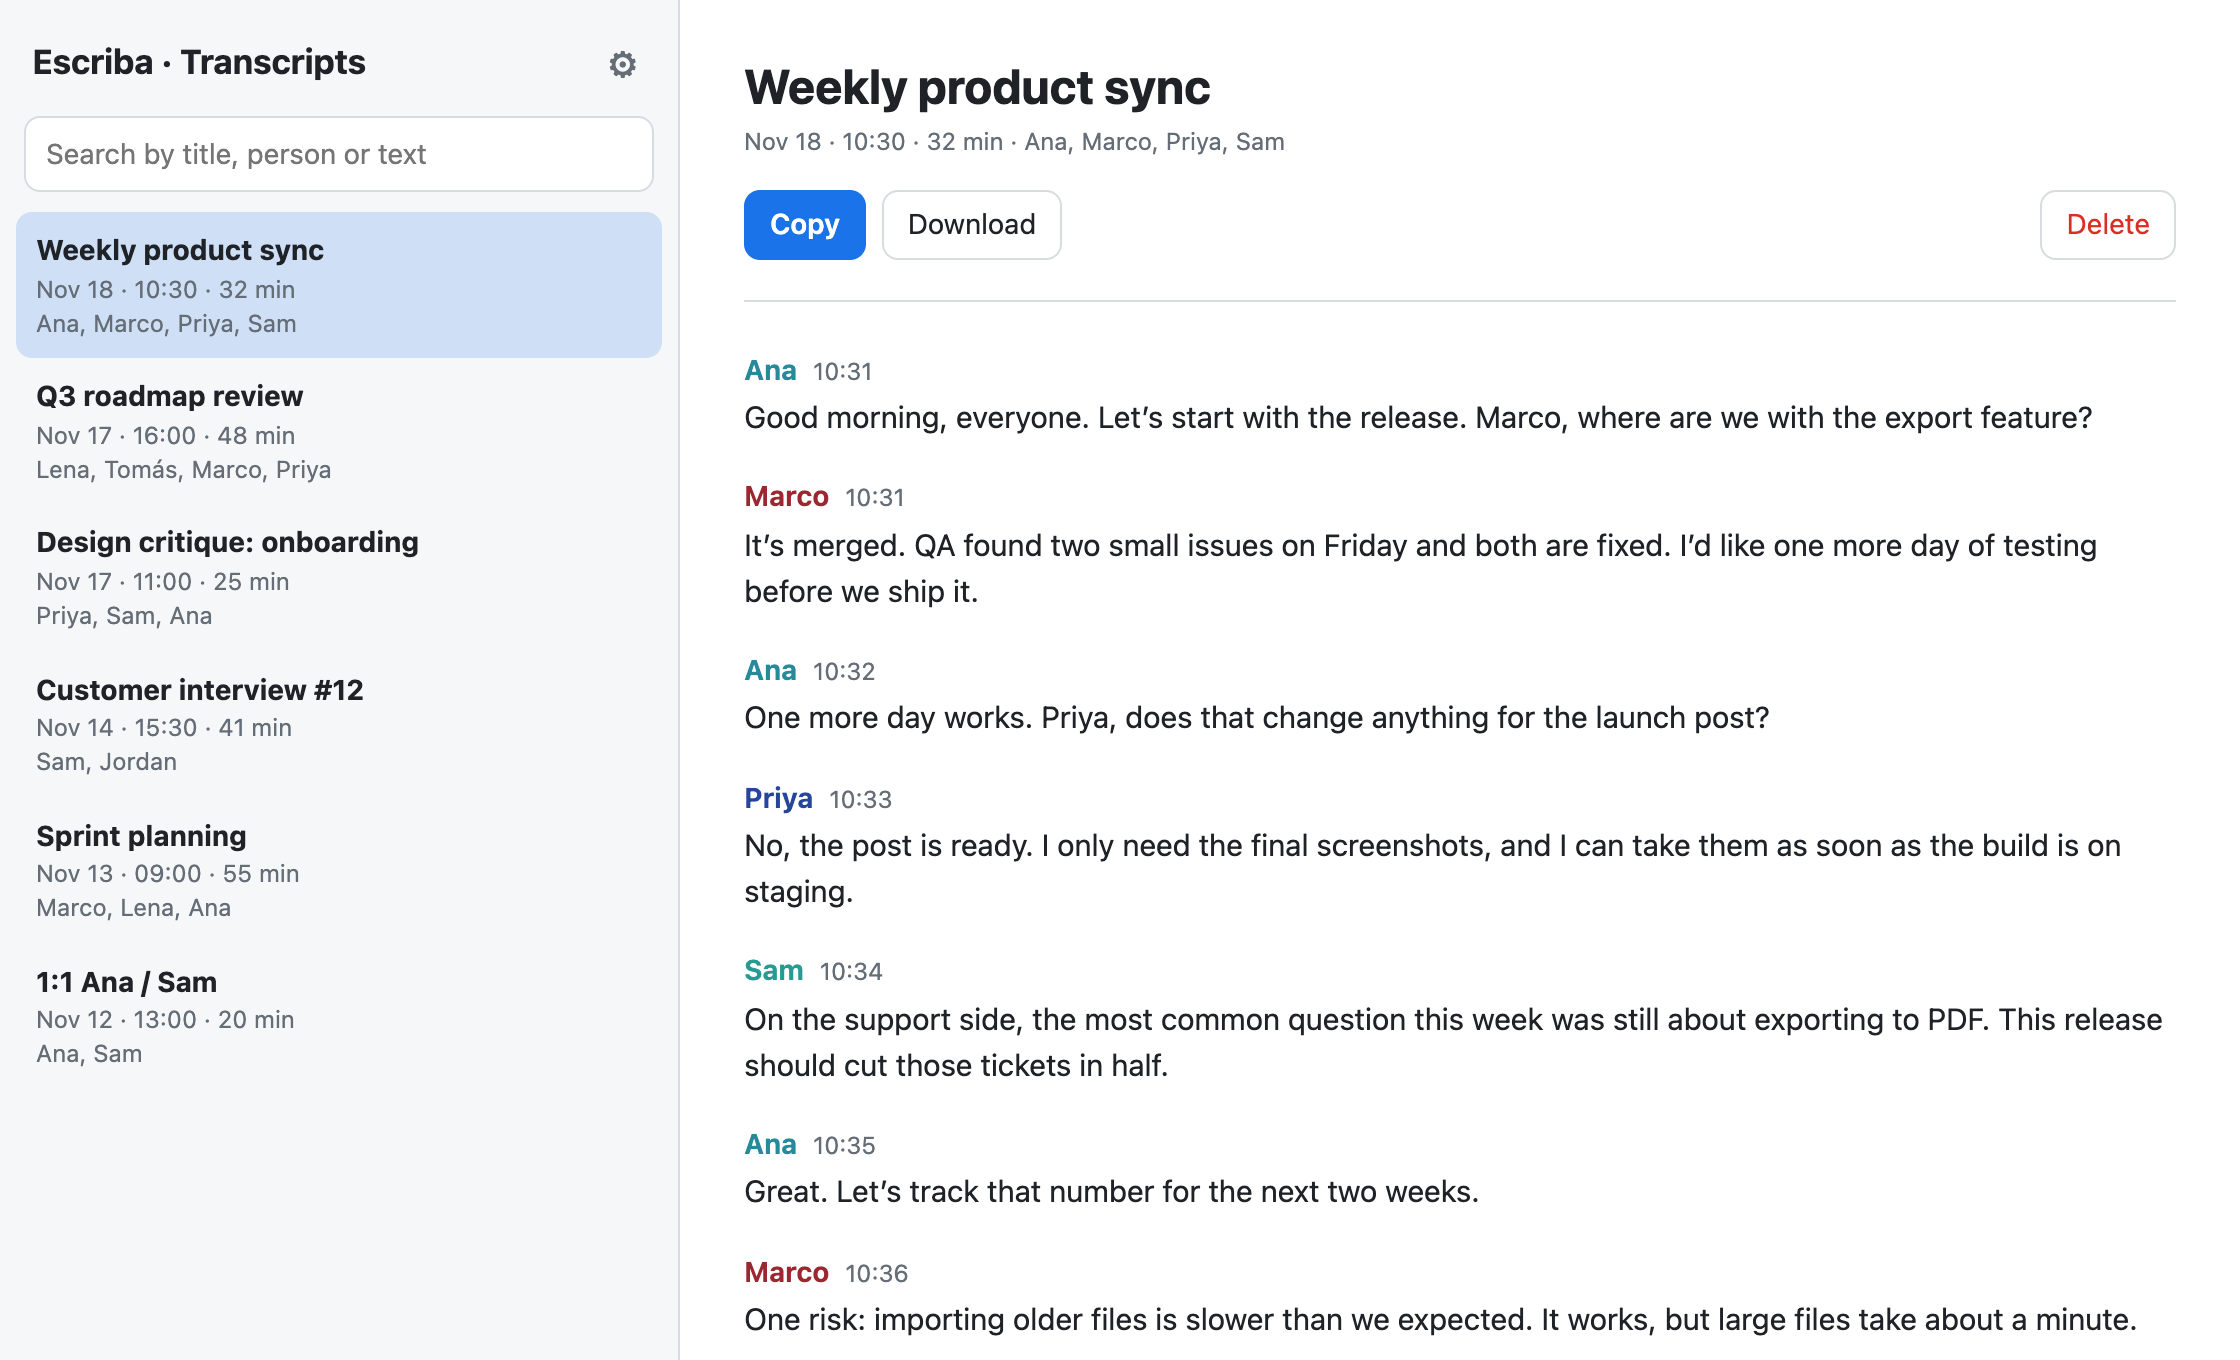 Escriba · Transcripts
Search by title, person or text
Weekly product sync
Nov 18 · 10:30 · 32 min
Ana, Marco, Priya, Sam
Q3 roadmap review
Nov 17 · 16:00 · 48 min
Lena, Tomás, Marco, Priya
Design critique: onboarding
Nov 17 · 11:00 · 25 min
Priya, Sam, Ana
Customer interview #12
Nov 14 · 15:30 · 41 min
Sam, Jordan
Sprint planning
Nov 13 · 09:00 · 55 min
Marco, Lena, Ana
1:1 Ana / Sam
Nov 12 · 13:00 · 20 min
Ana, Sam
Weekly product sync
Nov 18 · 10:30 · 32 min · Ana, Marco, Priya, Sam
Copy Download Delete
Ana 10:31
Good morning, everyone. Let’s start with the release. Marco, where are we with the export feature?
Marco 10:31
It’s merged. QA found two small issues on Friday and both are fixed. I’d like one more day of testing
before we ship it.
Ana 10:32
One more day works. Priya, does that change anything for the launch post?
Priya 10:33
No, the post is ready. I only need the final screenshots, and I can take them as soon as the build is on
staging.
Sam 10:34
On the support side, the most common question this week was still about exporting to PDF. This release
should cut those tickets in half.
Ana 10:35
Great. Let’s track that number for the next two weeks.
Marco 10:36
One risk: importing older files is slower than we expected. It works, but large files take about a minute.